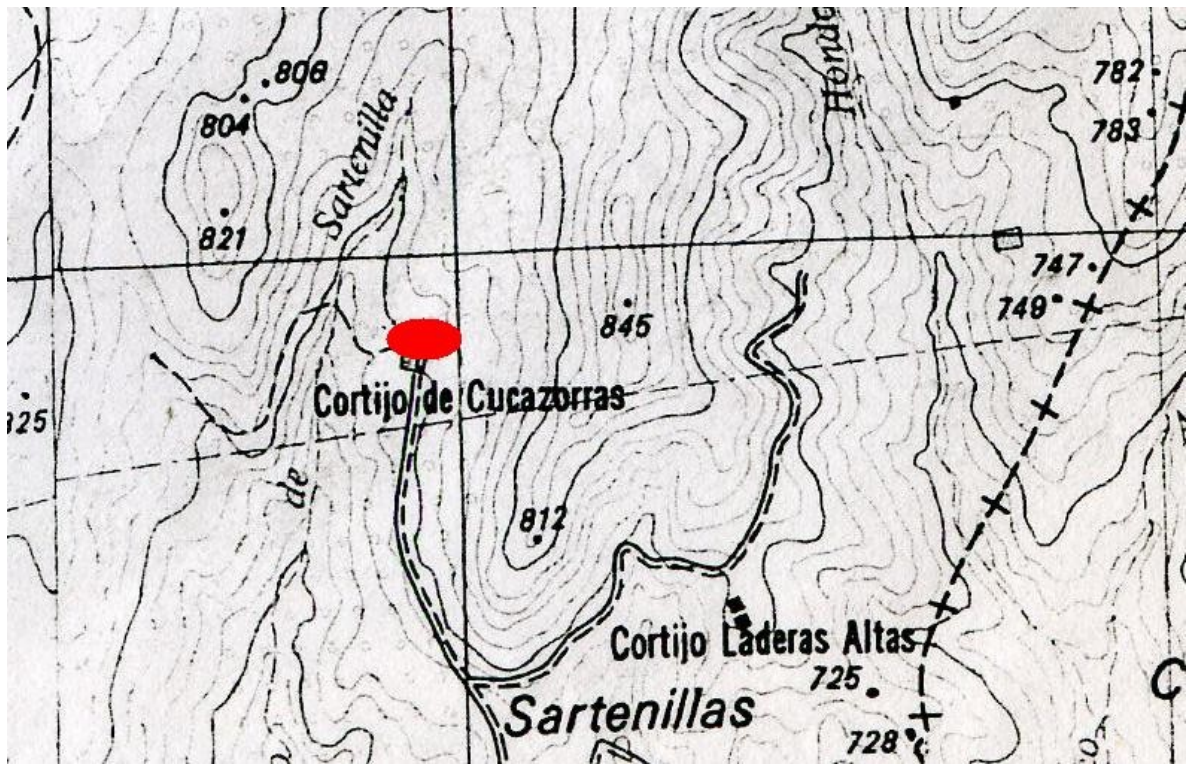 Hondo
806
782
804
Sartenilla
783
821
747
749
845
Cortijo de Cucazorras
825
de
812
Cortijo Laderas Altas
725
Sartenillas
C
728